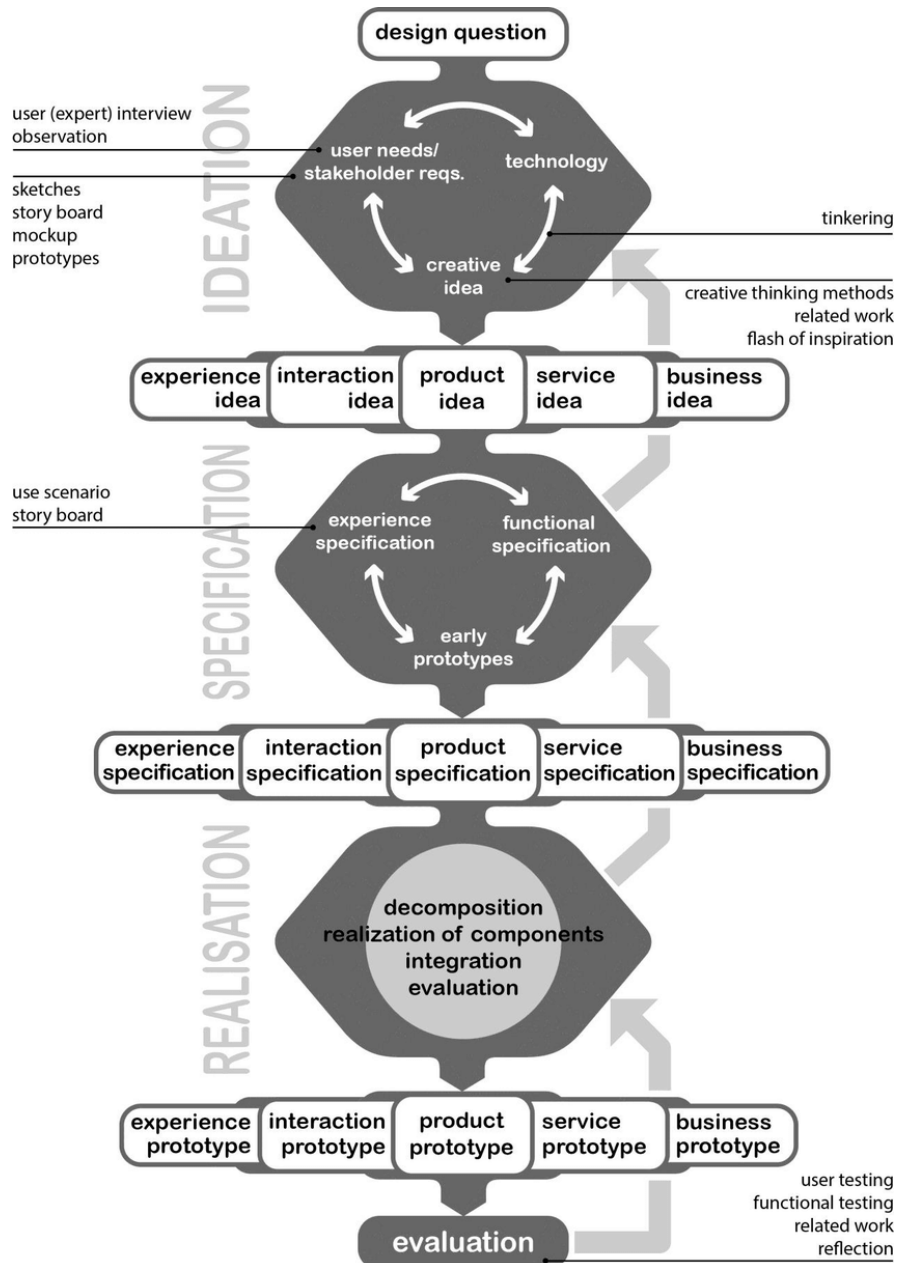 design question
IDEATION
user (expert) interview
observation
sketches
story board
mockup
prototypes
user needs/
stakeholder reqs.
technology
creative
idea
tinkering
creative thinking methods
related work
flash of inspiration
experience
idea
interaction
idea
product
idea
service
idea
business
idea
SPECIFICATION
use scenario
story board
experience
specification
functional
specification
early
prototypes
experience
specification
interaction
specification
product
specification
service
specification
business
specification
REALISATION
decomposition
realization of components
integration
evaluation
experience
prototype
interaction
prototype
product
prototype
service
prototype
business
prototype
evaluation
user testing
functional testing
related work
reflection